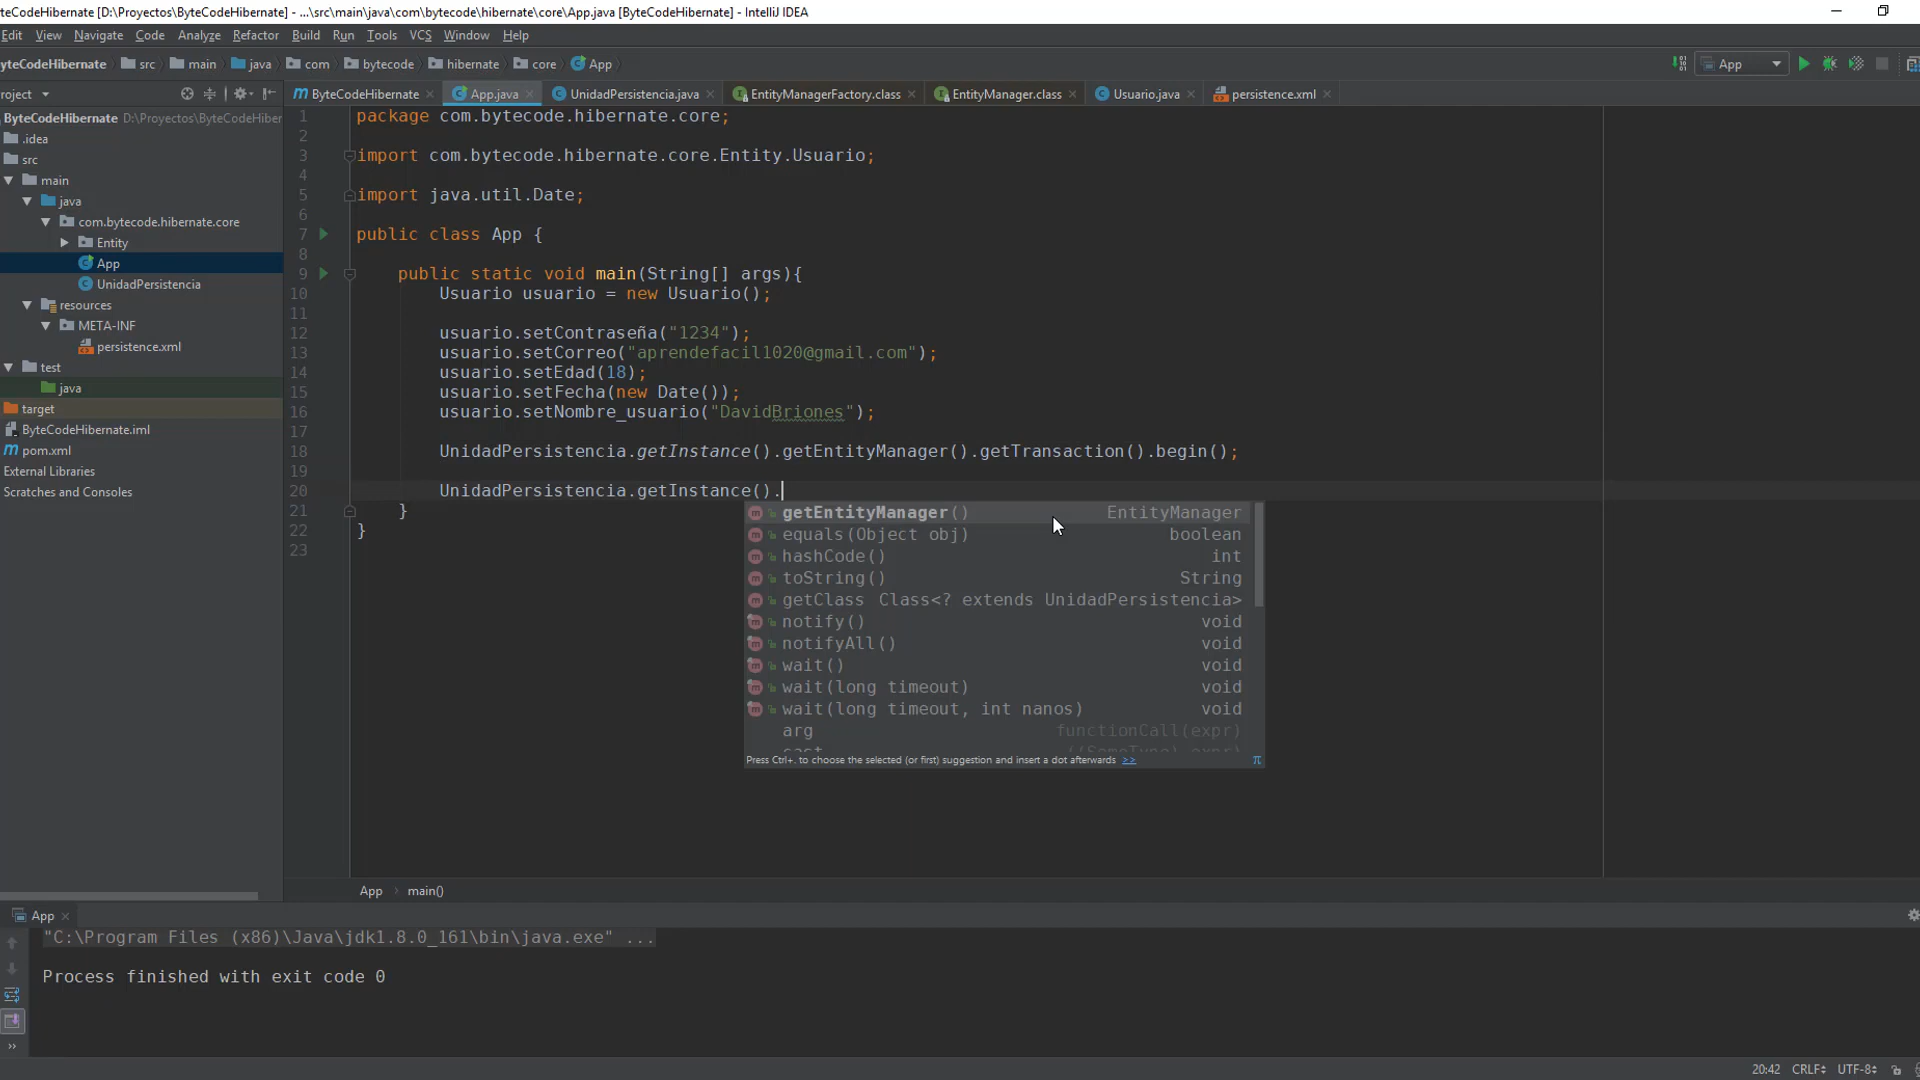 teCodeHibernate [D:\Proyectos\ByteCodeHibernate] - ...\src\main\java\com\bytecode\hibernate\core\App.java [ByteCodeHibernate] - IntelliJ IDEA
Edit View Navigate Code Analyze Refactor Build Run Tools VCS Window Help
yteCodeHibernate src main java com bytecode hibernate core App
App
roject
ByteCodeHibernate App.java UnidadPersistencia.java EntityManagerFactory.class EntityManager.class Usuario.java persistence.xml
ByteCodeHibernate D:\Proyectos\ByteCodeHiber
.idea
src
main
java
com.bytecode.hibernate.core
Entity
App
UnidadPersistencia
resources
META-INF
persistence.xml
test
java
target
ByteCodeHibernate.iml
pom.xml
External Libraries
Scratches and Consoles
1 package com.bytecode.hibernate.core;
2
3 import com.bytecode.hibernate.core.Entity.Usuario;
4
5 import java.util.Date;
6
7 public class App {
8
9 public static void main(String[] args){
10 Usuario usuario = new Usuario();
11
12 usuario.setContraseña("1234");
13 usuario.setCorreo("aprendefacil1020@gmail.com");
14 usuario.setEdad(18);
15 usuario.setFecha(new Date());
16 usuario.setNombre_usuario("DavidBriones");
17
18 UnidadPersistencia.getInstance().getEntityManager().getTransaction().begin();
19
20 UnidadPersistencia.getInstance().
21 }
22 }
23
getEntityManager() EntityManager
equals(Object obj) boolean
hashCode() int
toString() String
getClass Class<? extends UnidadPersistencia>
notify() void
notifyAll() void
wait() void
wait(long timeout) void
wait(long timeout, int nanos) void
arg functionCall(expr)
cast ((SomeType) expr)
Press Ctrl+. to choose the selected (or first) suggestion and insert a dot afterwards >> π
App main()
App
"C:\Program Files (x86)\Java\jdk1.8.0_161\bin\java.exe" ...
Process finished with exit code 0
20:42 CRLF UTF-8